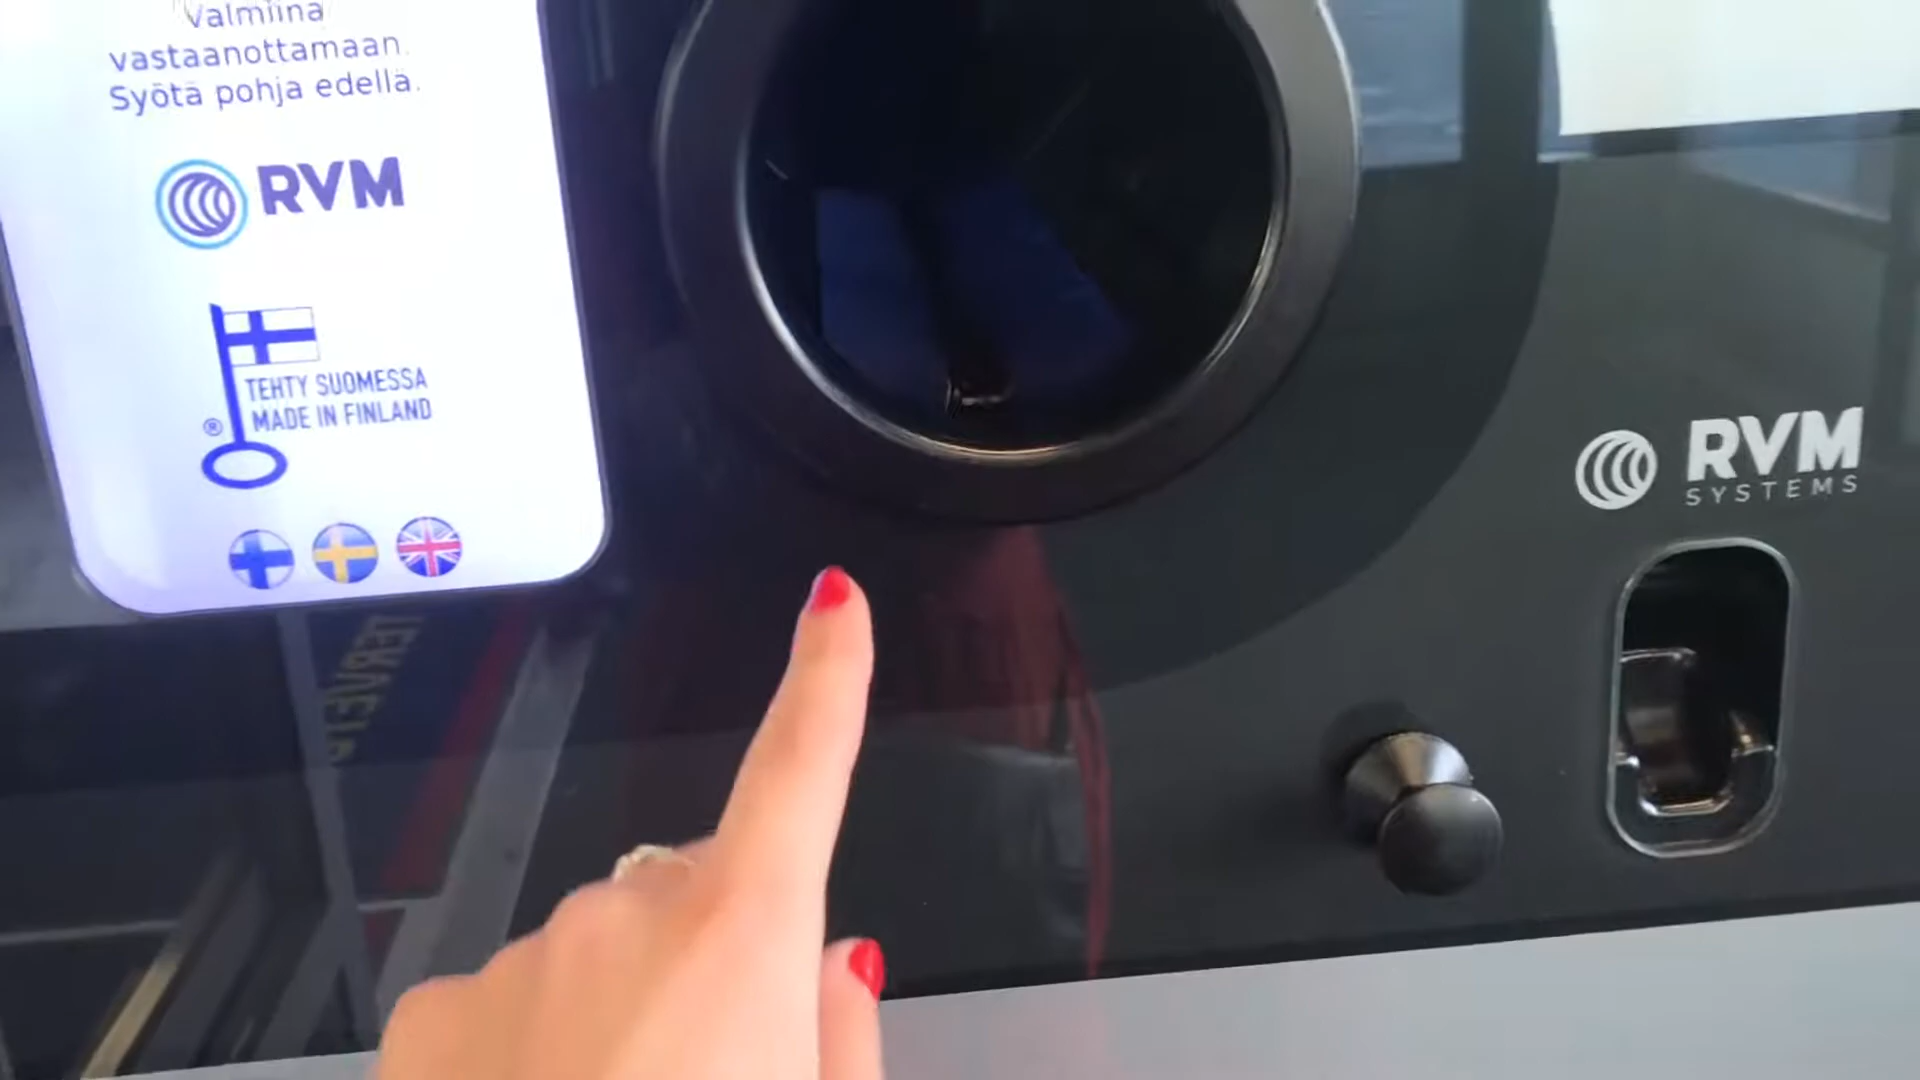 Valmiina
vastaanottamaan.
Syötä pohja edellä.
RVM
TEHTY SUOMESSA
® MADE IN FINLAND
RVM
SYSTEMS